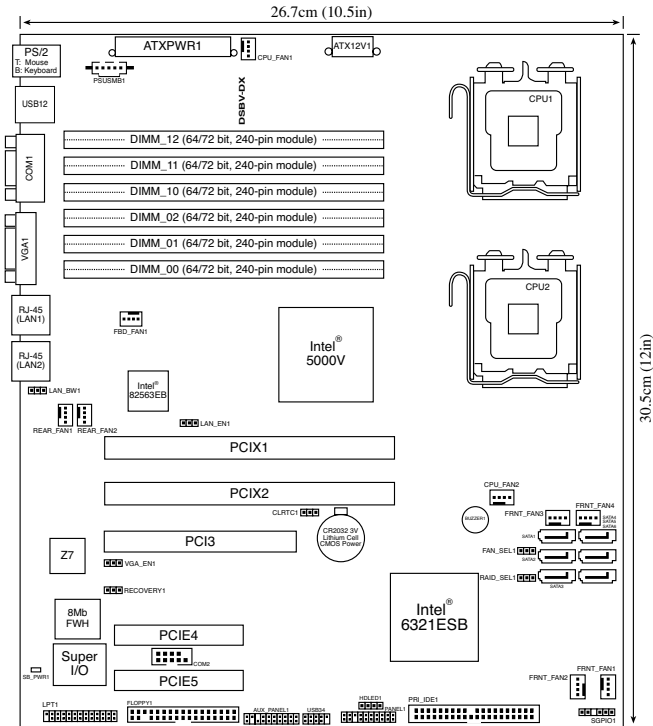 26.7cm (10.5in)
PS/2
T: Mouse
B: Keyboard
ATXPWR1
CPU_FAN1
ATX12V1
PSUSMB1
DSBV-DX
CPU1
USB12
COM1
DIMM_12 (64/72 bit, 240-pin module)
DIMM_11 (64/72 bit, 240-pin module)
DIMM_10 (64/72 bit, 240-pin module)
DIMM_02 (64/72 bit, 240-pin module)
DIMM_01 (64/72 bit, 240-pin module)
DIMM_00 (64/72 bit, 240-pin module)
VGA1
CPU2
RJ-45
(LAN1)
RJ-45
(LAN2)
FBD_FAN1
Intel®
5000V
30.5cm (12in)
LAN_BW1
Intel®
82563EB
REAR_FAN1
REAR_FAN2
LAN_EN1
PCIX1
PCIX2
CLRTC1
CR2032 3V
Lithium Cell
CMOS Power
CPU_FAN2
BUZZER1
FRNT_FAN3
FRNT_FAN4
SATA4
SATA5
SATA6
SATA1
PCI3
Z7
VGA_EN1
FAN_SEL1
SATA2
RAID_SEL1
SATA3
RECOVERY1
8Mb
FWH
Intel®
6321ESB
PCIE4
Super
I/O
COM2
SB_PWR1
PCIE5
FRNT_FAN2
FRNT_FAN1
LPT1
FLOPPY1
AUX_PANEL1
USB34
HDLED1
PANEL1
PRI_IDE1
SGPIO1